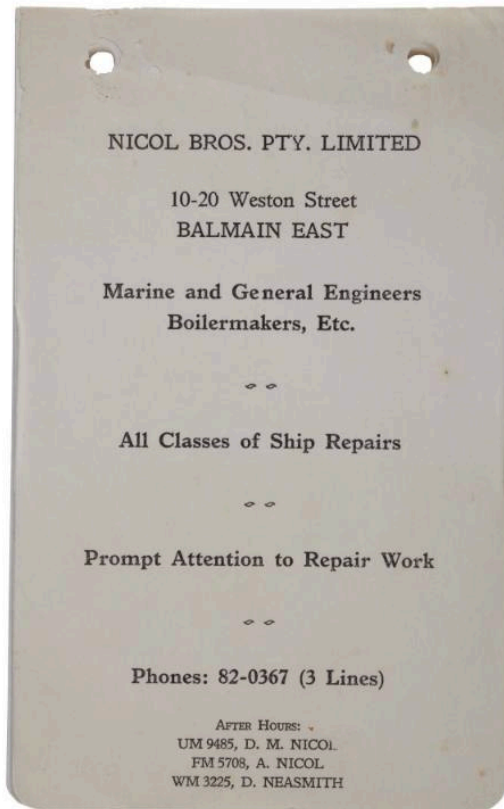 NICOL BROS. PTY. LIMITED
10-20 Weston Street
BALMAIN EAST
Marine and General Engineers
Boilermakers, Etc.
All Classes of Ship Repairs
Prompt Attention to Repair Work
Phones: 82-0367 (3 Lines)
AFTER HOURS:
UM 9485, D. M. NICOL
FM 5708, A. NICOL
WM 3225, D. NEASMITH